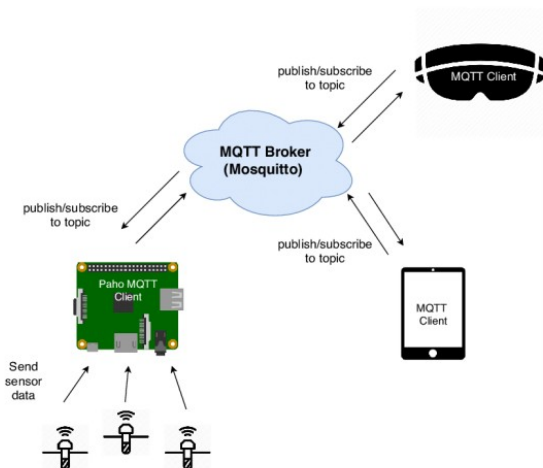 publish/subscribe
to topic
MQTT Client
MQTT Broker
(Mosquitto)
publish/subscribe
to topic
publish/subscribe
to topic
Paho MQTT
Client
MQTT
Client
Send
sensor
data